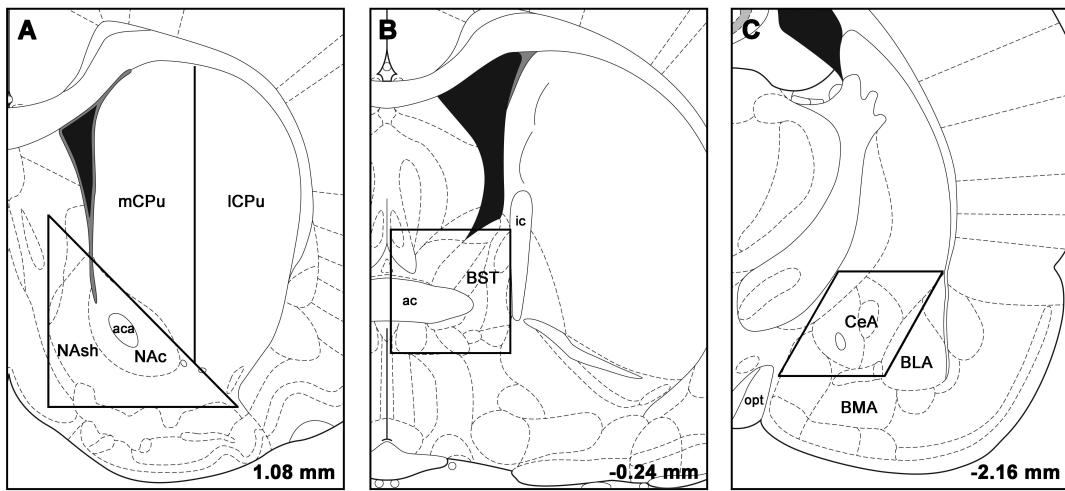 A
mCPu
lCPu
aca
NAsh
NAc
1.08 mm
B
ic
BST
ac
-0.24 mm
C
CeA
BLA
opt
BMA
-2.16 mm